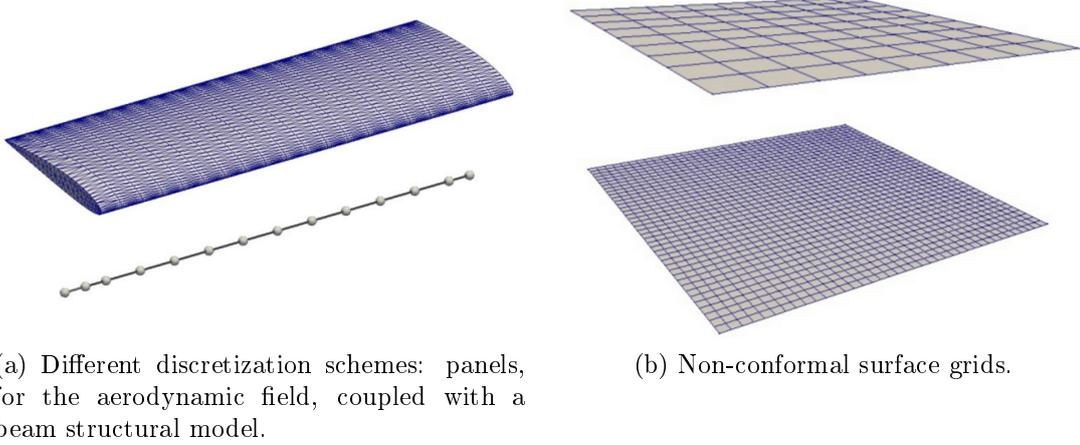 (a) Different discretization schemes: panels,
for the aerodynamic field, coupled with a
beam structural model.
(b) Non-conformal surface grids.